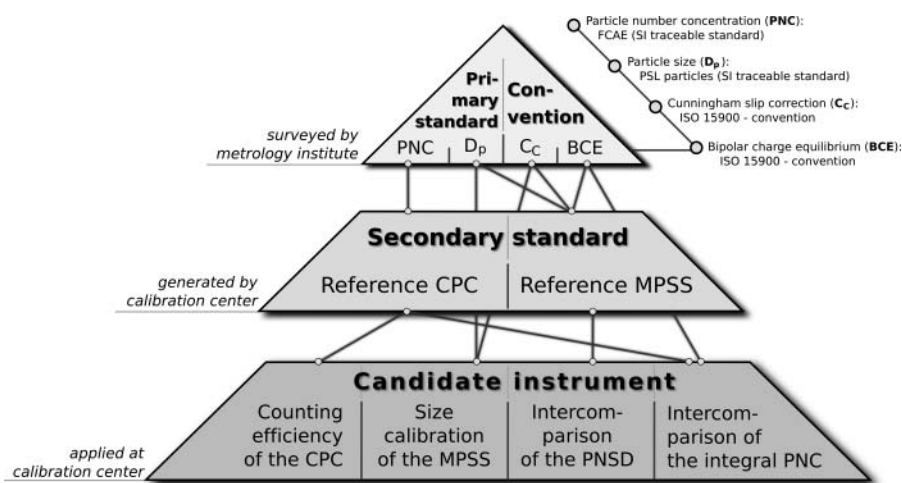 Particle number concentration (PNC):
FCAE (SI traceable standard)
Particle size (Dp):
PSL particles (SI traceable standard)
Cunningham slip correction (CC):
ISO 15900 - convention
Bipolar charge equilibrium (BCE):
ISO 15900 - convention
Pri-
mary
standard
Con-
vention
PNC
Dp
CC
BCE
surveyed by
metrology institute
Secondary standard
Reference CPC
Reference MPSS
generated by
calibration center
Candidate instrument
Counting
efficiency
of the CPC
Size
calibration
of the MPSS
Intercom-
parison
of the PNSD
Intercom-
parison of
the integral PNC
applied at
calibration center